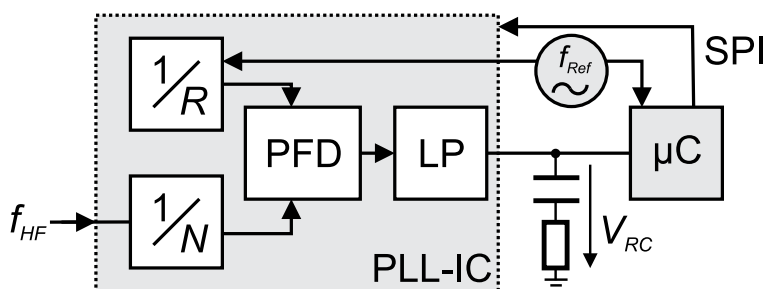 1/R
f_Ref
SPI
PFD
LP
µC
f_HF
1/N
V_RC
PLL-IC